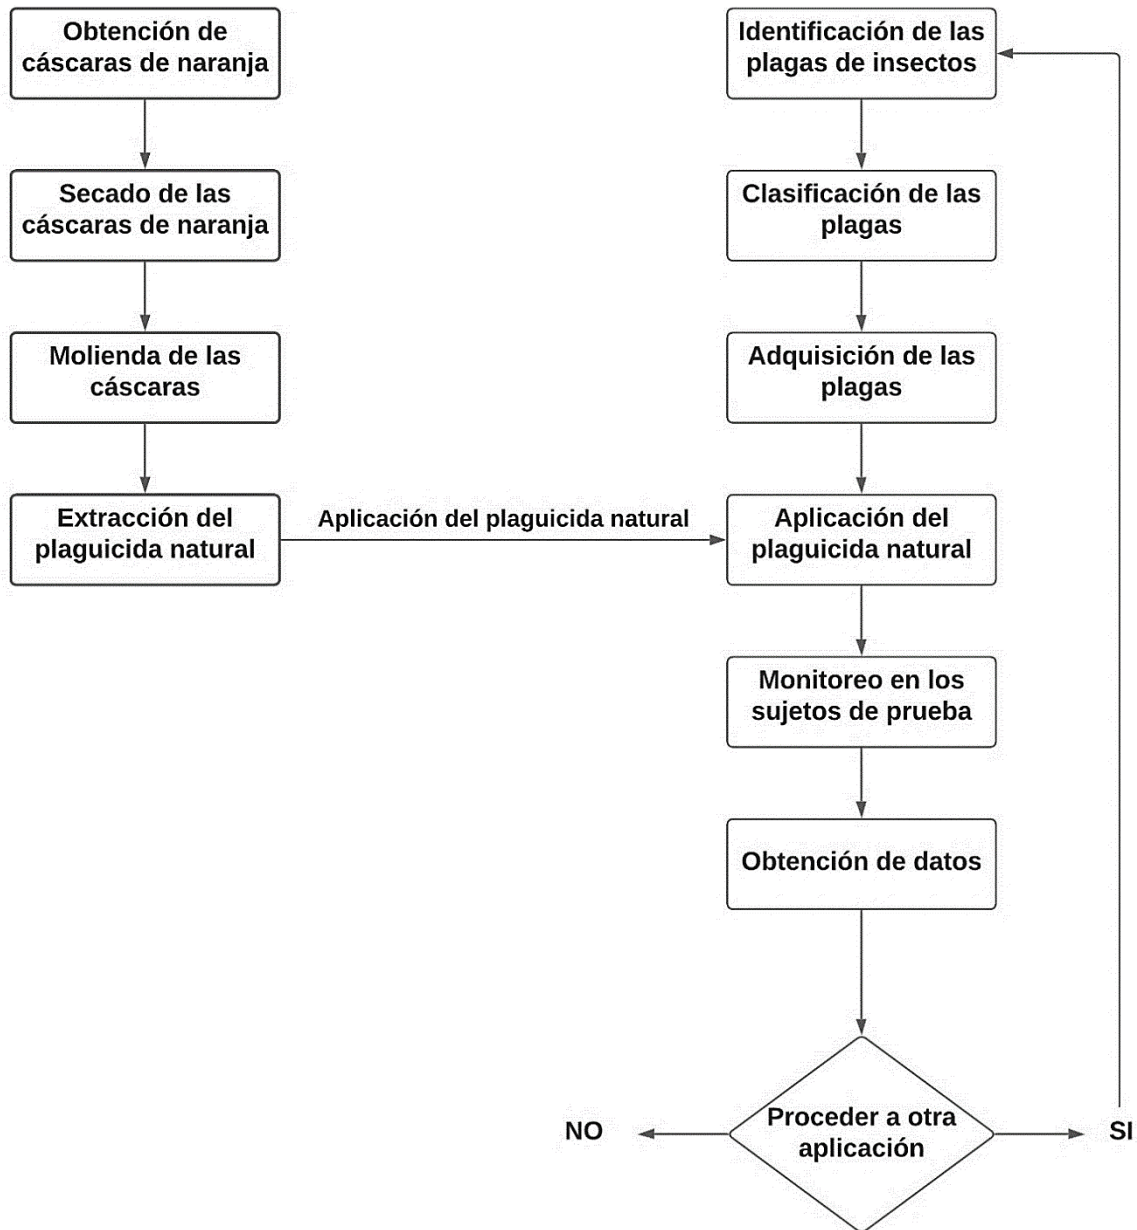 Obtención de
cáscaras de naranja
Secado de las
cáscaras de naranja
Molienda de las
cáscaras
Extracción del
plaguicida natural
Aplicación del plaguicida natural
Identificación de las
plagas de insectos
Clasificación de las
plagas
Adquisición de las
plagas
Aplicación del
plaguicida natural
Monitoreo en los
sujetos de prueba
Obtención de datos
Proceder a otra
aplicación
NO
SI